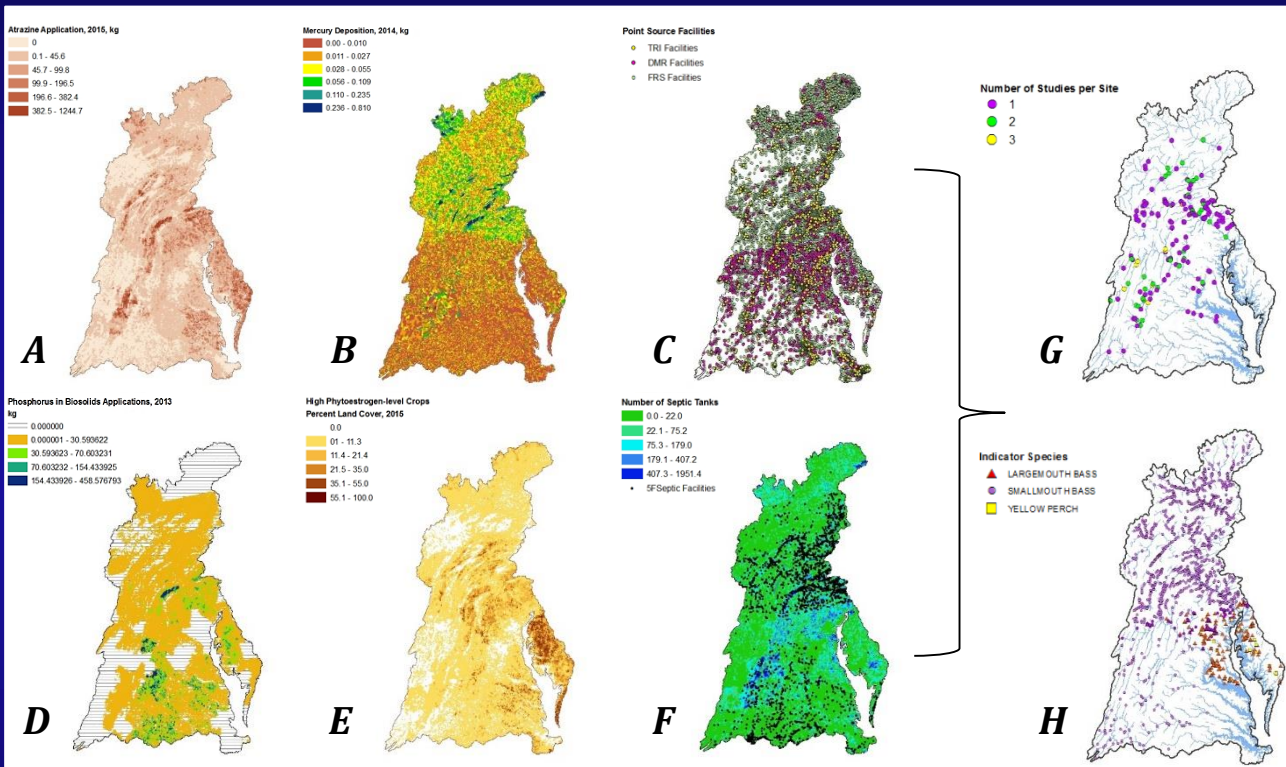 Atrazine Application, 2015, kg
0
0.1 - 45.6
45.7 - 99.8
99.9 - 196.5
196.6 - 382.4
382.5 - 1244.7
A
Mercury Deposition, 2014, kg
0.00 - 0.010
0.011 - 0.027
0.028 - 0.055
0.056 - 0.109
0.110 - 0.235
0.236 - 0.810
B
Point Source Facilities
TRI Facilities
DMR Facilities
FRS Facilities
C
Number of Studies per Site
1
2
3
G
Phosphorus in Biosolids Applications, 2013
kg
0.000000
0.000001 - 30.593622
30.593623 - 70.603231
70.603232 - 154.433925
154.433926 - 458.576793
D
High Phytoestrogen-level Crops
Percent Land Cover, 2015
0.0
01 - 11.3
11.4 - 21.4
21.5 - 35.0
35.1 - 55.0
55.1 - 100.0
E
Number of Septic Tanks
0.0 - 22.0
22.1 - 75.2
75.3 - 179.0
179.1 - 407.2
407.3 - 1951.4
5FSeptic Facilities
F
Indicator Species
LARGEMOUTH BASS
SMALLMOUTH BASS
YELLOW PERCH
H